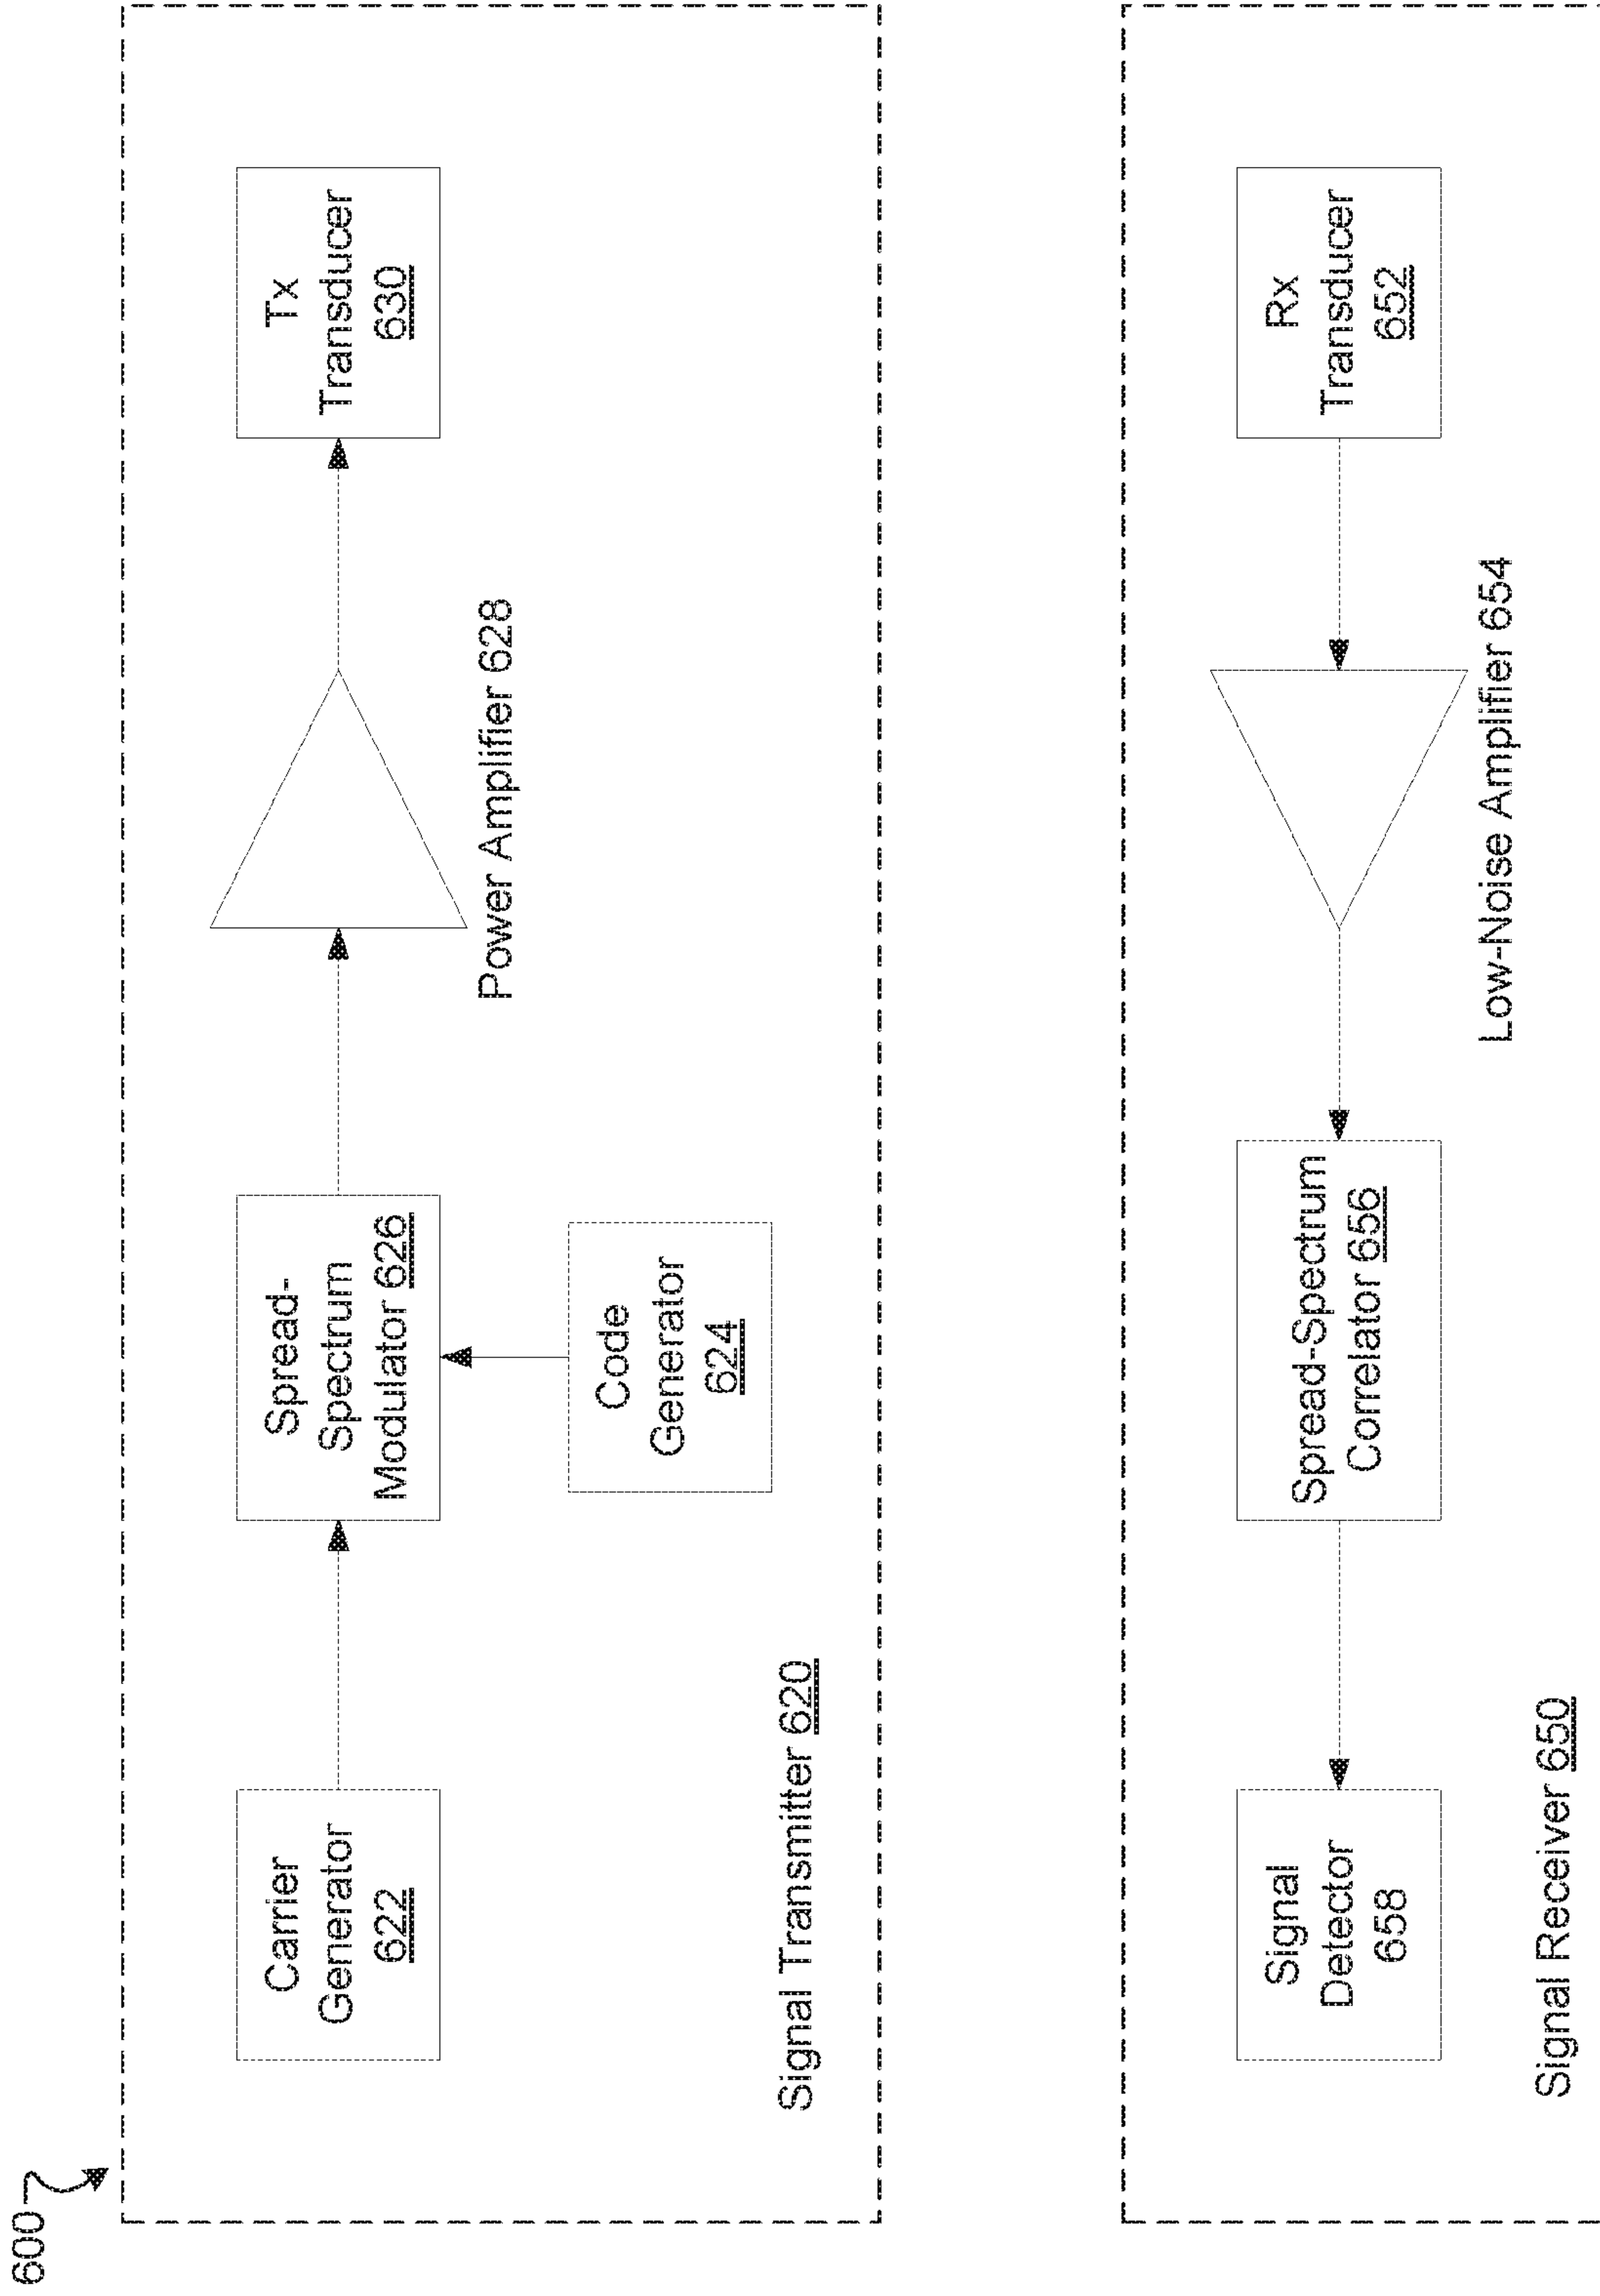 600
Carrier
Generator
622
Spread-
Spectrum
Modulator 626
Code
Generator
624
Power Amplifier 628
Tx
Transducer
630
Signal Transmitter 620
Signal
Detector
658
Spread-Spectrum
Correlator 656
Low-Noise Amplifier 654
Rx
Transducer
652
Signal Receiver 650